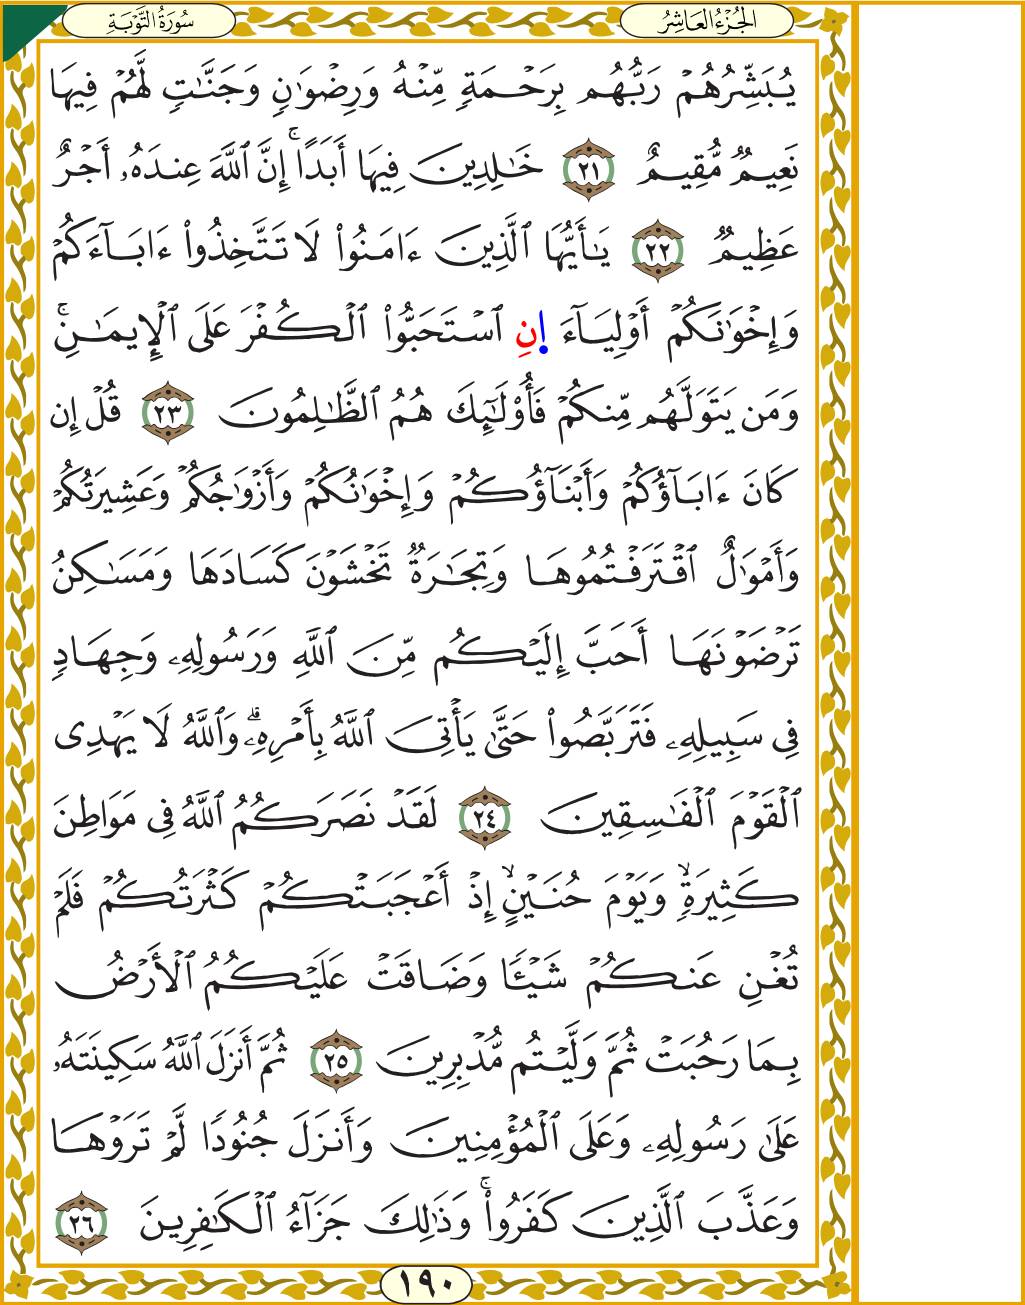 الجُزْءُ العَاشِرُ
سُورَةُ التَّوْبَةِ
يُبَشِّرُهُمْ رَبُّهُم بِرَحْمَةٍ مِّنْهُ وَرِضْوَٰنٍ وَجَنَّٰتٍ لَّهُمْ فِيهَا
نَعِيمٌ مُّقِيمٌ ٢١ خَٰلِدِينَ فِيهَا أَبَدًا ۚ إِنَّ ٱللَّهَ عِندَهُۥ أَجْرٌ
عَظِيمٌ ٢٢ يَٰأَيُّهَا ٱلَّذِينَ ءَامَنُوا۟ لَا تَتَّخِذُوا۟ ءَابَآءَكُمْ
وَإِخْوَٰنَكُمْ أَوْلِيَآءَ إِنِ ٱسْتَحَبُّوا۟ ٱلْكُفْرَ عَلَى ٱلْإِيمَٰنِ ۚ
وَمَن يَتَوَلَّهُم مِّنكُمْ فَأُو۟لَٰٓئِكَ هُمُ ٱلظَّٰلِمُونَ ٢٣ قُلْ إِن
كَانَ ءَابَآؤُكُمْ وَأَبْنَآؤُكُمْ وَإِخْوَٰنُكُمْ وَأَزْوَٰجُكُمْ وَعَشِيرَتُكُمْ
وَأَمْوَٰلٌ ٱقْتَرَفْتُمُوهَا وَتِجَٰرَةٌ تَخْشَوْنَ كَسَادَهَا وَمَسَٰكِنُ
تَرْضَوْنَهَا أَحَبَّ إِلَيْكُم مِّنَ ٱللَّهِ وَرَسُولِهِۦ وَجِهَادٍ
فِى سَبِيلِهِۦ فَتَرَبَّصُوا۟ حَتَّىٰ يَأْتِىَ ٱللَّهُ بِأَمْرِهِۦ ۗ وَٱللَّهُ لَا يَهْدِى
ٱلْقَوْمَ ٱلْفَٰسِقِينَ ٢٤ لَقَدْ نَصَرَكُمُ ٱللَّهُ فِى مَوَاطِنَ
كَثِيرَةٍ ۙ وَيَوْمَ حُنَيْنٍ ۙ إِذْ أَعْجَبَتْكُمْ كَثْرَتُكُمْ فَلَمْ
تُغْنِ عَنكُمْ شَيْـًٔا وَضَاقَتْ عَلَيْكُمُ ٱلْأَرْضُ
بِمَا رَحُبَتْ ثُمَّ وَلَّيْتُم مُّدْبِرِينَ ٢٥ ثُمَّ أَنزَلَ ٱللَّهُ سَكِينَتَهُۥ
عَلَىٰ رَسُولِهِۦ وَعَلَى ٱلْمُؤْمِنِينَ وَأَنزَلَ جُنُودًا لَّمْ تَرَوْهَا
وَعَذَّبَ ٱلَّذِينَ كَفَرُوا۟ ۚ وَذَٰلِكَ جَزَآءُ ٱلْكَٰفِرِينَ ٢٦
١٩٠